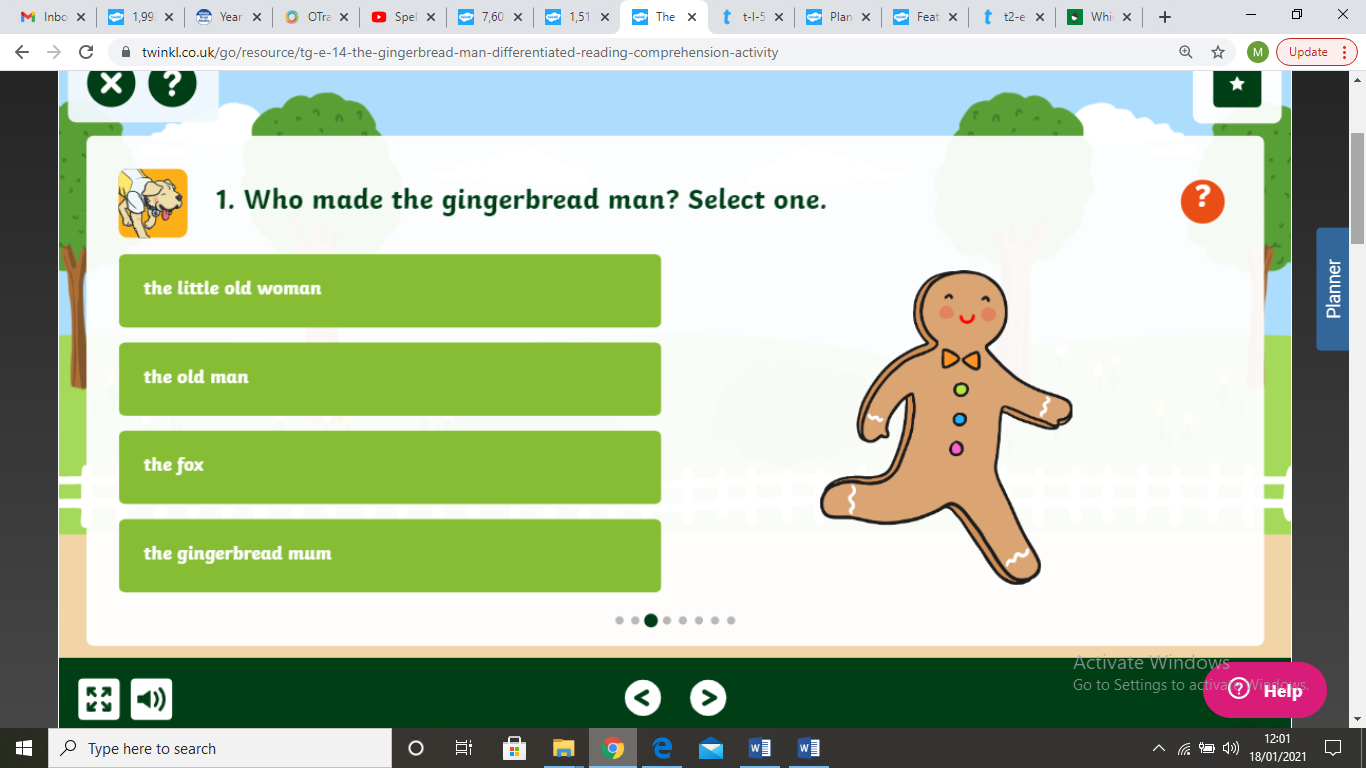 Inbo
1,99
Year
OTra
Spel
7,60
1,51
The
t-l-5
Plan
Feat
t2-e
Whi
twinkl.co.uk/go/resource/tg-e-14-the-gingerbread-man-differentiated-reading-comprehension-activity
M
Update
?
1. Who made the gingerbread man? Select one.
?
the little old woman
the old man
the fox
the gingerbread mum
Planner
Activate Windows
Go to Settings to activate Windows.
? Help
Type here to search
12:01
18/01/2021